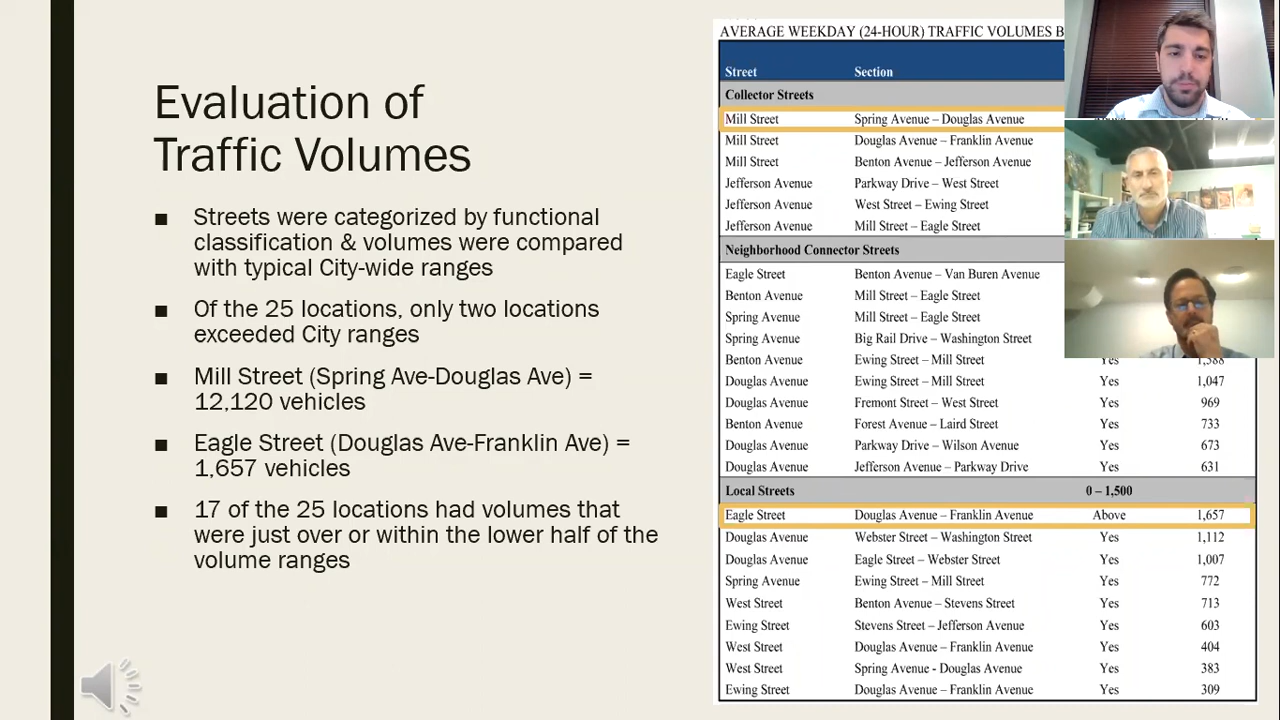 Evaluation of
Traffic Volumes
■ Streets were categorized by functional
classification & volumes were compared
with typical City-wide ranges
■ Of the 25 locations, only two locations
exceeded City ranges
■ Mill Street (Spring Ave-Douglas Ave) =
12,120 vehicles
■ Eagle Street (Douglas Ave-Franklin Ave) =
1,657 vehicles
■ 17 of the 25 locations had volumes that
were just over or within the lower half of the
volume ranges
AVERAGE WEEKDAY (24-HOUR) TRAFFIC VOLUMES B
Street Section
Collector Streets
Mill Street Spring Avenue – Douglas Avenue
Mill Street Douglas Avenue – Franklin Avenue
Mill Street Benton Avenue – Jefferson Avenue
Jefferson Avenue Parkway Drive – West Street
Jefferson Avenue West Street – Ewing Street
Jefferson Avenue Mill Street – Eagle Street
Neighborhood Connector Streets
Eagle Street Benton Avenue – Van Buren Avenue
Benton Avenue Mill Street – Eagle Street
Spring Avenue Mill Street – Eagle Street
Spring Avenue Big Rail Drive – Washington Street
Benton Avenue Ewing Street – Mill Street Yes 1,588
Douglas Avenue Ewing Street – Mill Street Yes 1,047
Douglas Avenue Fremont Street – West Street Yes 969
Benton Avenue Forest Avenue – Laird Street Yes 733
Douglas Avenue Parkway Drive – Wilson Avenue Yes 673
Douglas Avenue Jefferson Avenue – Parkway Drive Yes 631
Local Streets 0 – 1,500
Eagle Street Douglas Avenue – Franklin Avenue Above 1,657
Douglas Avenue Webster Street – Washington Street Yes 1,112
Douglas Avenue Eagle Street – Webster Street Yes 1,007
Spring Avenue Ewing Street – Mill Street Yes 772
West Street Benton Avenue – Stevens Street Yes 713
Ewing Street Stevens Street – Jefferson Avenue Yes 603
West Street Douglas Avenue – Franklin Avenue Yes 404
West Street Spring Avenue - Douglas Avenue Yes 383
Ewing Street Douglas Avenue – Franklin Avenue Yes 309